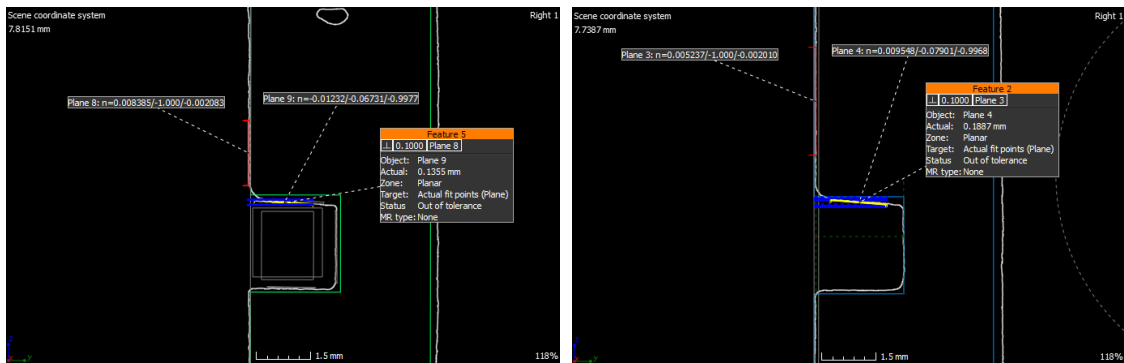 Scene coordinate system
Right 1
7.8151 mm
Plane 8: n=0.008385/-1.000/-0.002083
Plane 9: n=-0.01232/-0.06731/-0.9977
Feature 5
⊥ 0.1000 Plane 8
Object: Plane 9
Actual: 0.1355 mm
Zone: Planar
Target: Actual fit points (Plane)
Status Out of tolerance
MR type: None
1.5 mm
118%
Y
Scene coordinate system
Right 1
7.7387 mm
Plane 3: n=0.005237/-1.000/-0.002010
Plane 4: n=0.009548/-0.07901/-0.9968
Feature 2
⊥ 0.1000 Plane 3
Object: Plane 4
Actual: 0.1887 mm
Zone: Planar
Target: Actual fit points (Plane)
Status Out of tolerance
MR type: None
1.5 mm
118%
Y